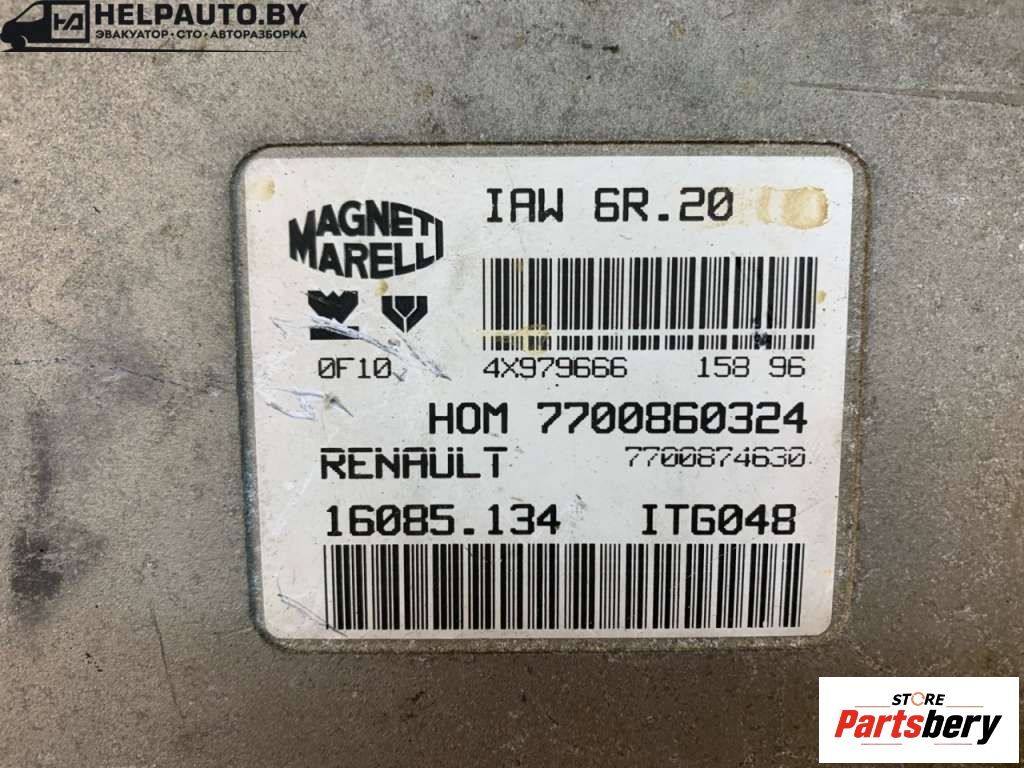 HELPAUTO.BY
ЭВАКУАТОР·СТО·АВТОРАЗБОРКА
IAW 6R.20
MAGNETI
MARELLI
0F10 4X979666 158 96
HOM 7700860324
RENAULT 7700874630
16085.134 ITG048
STORE
Partsbery